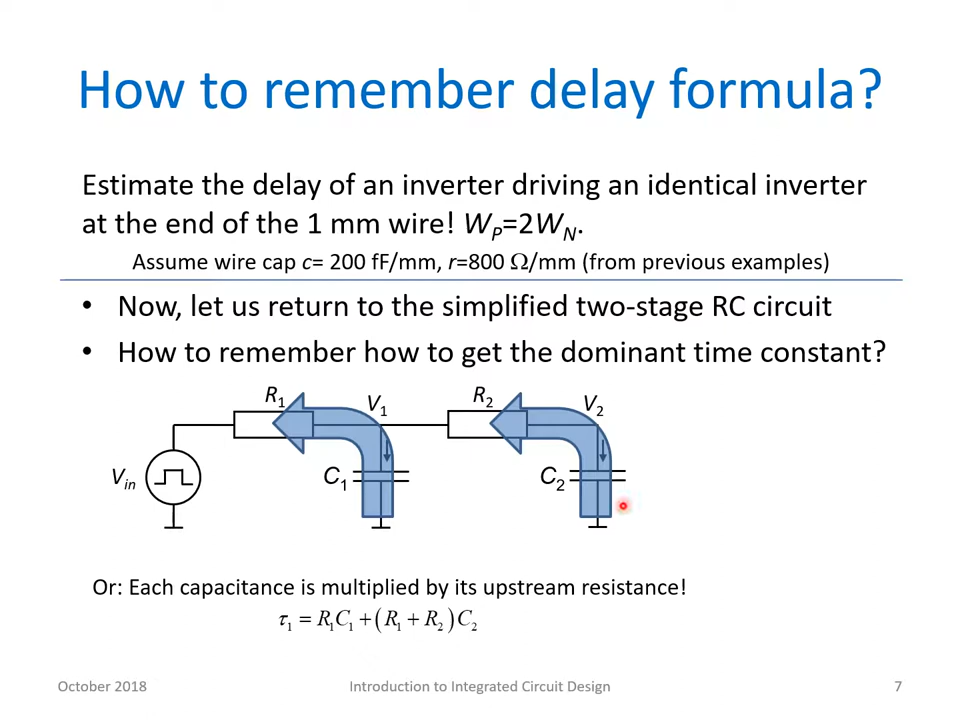 How to remember delay formula?
Estimate the delay of an inverter driving an identical inverter
at the end of the 1 mm wire! W_P=2W_N.
Assume wire cap c= 200 fF/mm, r=800 Ω/mm (from previous examples)
• Now, let us return to the simplified two-stage RC circuit
• How to remember how to get the dominant time constant?
R₁ V₁ R₂ V₂
V_in C₁ C₂
Or: Each capacitance is multiplied by its upstream resistance!
τ₁ = R₁C₁ + (R₁ + R₂)C₂
October 2018 Introduction to Integrated Circuit Design 7